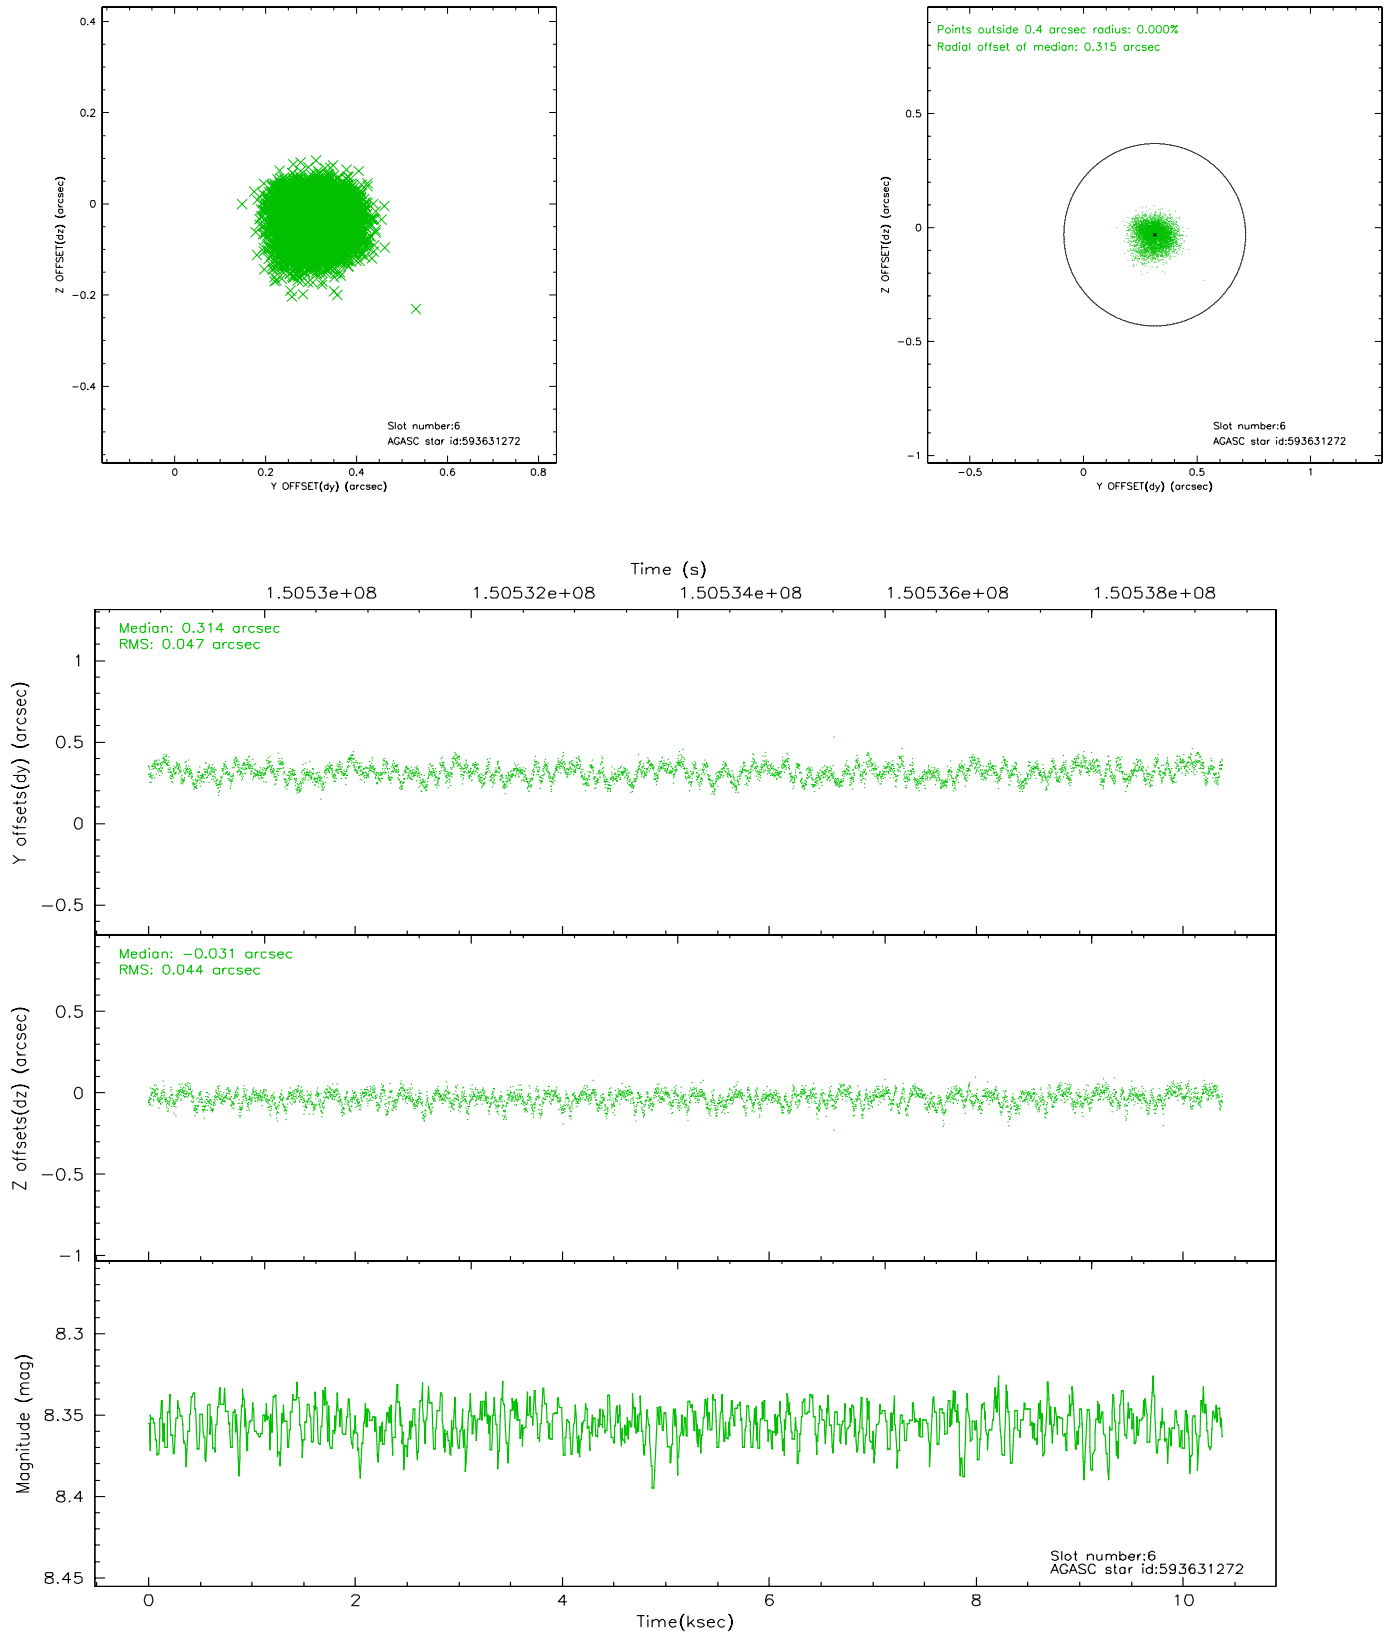 0.4
0.2
0
-0.2
-0.4
Z OFFSET(dz) (arcsec)
Slot number:6
AGASC star id:593631272
0 0.2 0.4 0.6 0.8
Y OFFSET(dy) (arcsec)
Points outside 0.4 arcsec radius: 0.000%
Radial offset of median: 0.315 arcsec
0.5
0
-0.5
-1
Z OFFSET(dz) (arcsec)
Slot number:6
AGASC star id:593631272
-0.5 0 0.5 1
Y OFFSET(dy) (arcsec)
Time (s)
1.5053e+08 1.50532e+08 1.50534e+08 1.50536e+08 1.50538e+08
Median: 0.314 arcsec
RMS: 0.047 arcsec
1
0.5
0
-0.5
Y offsets(dy) (arcsec)
Median: -0.031 arcsec
RMS: 0.044 arcsec
0.5
0
-0.5
-1
Z offsets(dz) (arcsec)
8.3
8.35
8.4
8.45
Magnitude (mag)
Slot number:6
AGASC star id:593631272
0 2 4 6 8 10
Time(ksec)